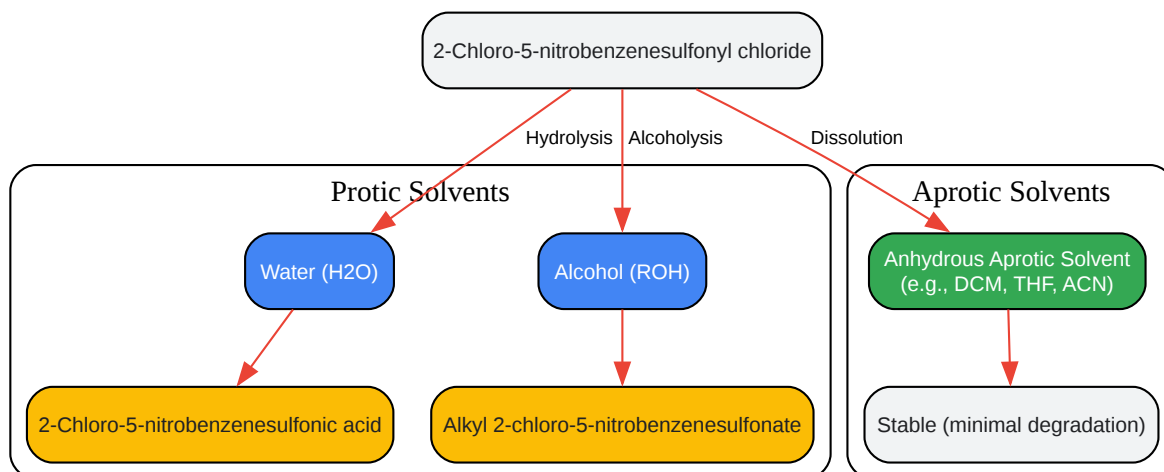 2-Chloro-5-nitrobenzenesulfonyl chloride
Hydrolysis
Alcoholysis
Dissolution
Protic Solvents
Aprotic Solvents
Water (H2O)
Alcohol (ROH)
Anhydrous Aprotic Solvent
(e.g., DCM, THF, ACN)
2-Chloro-5-nitrobenzenesulfonic acid
Alkyl 2-chloro-5-nitrobenzenesulfonate
Stable (minimal degradation)